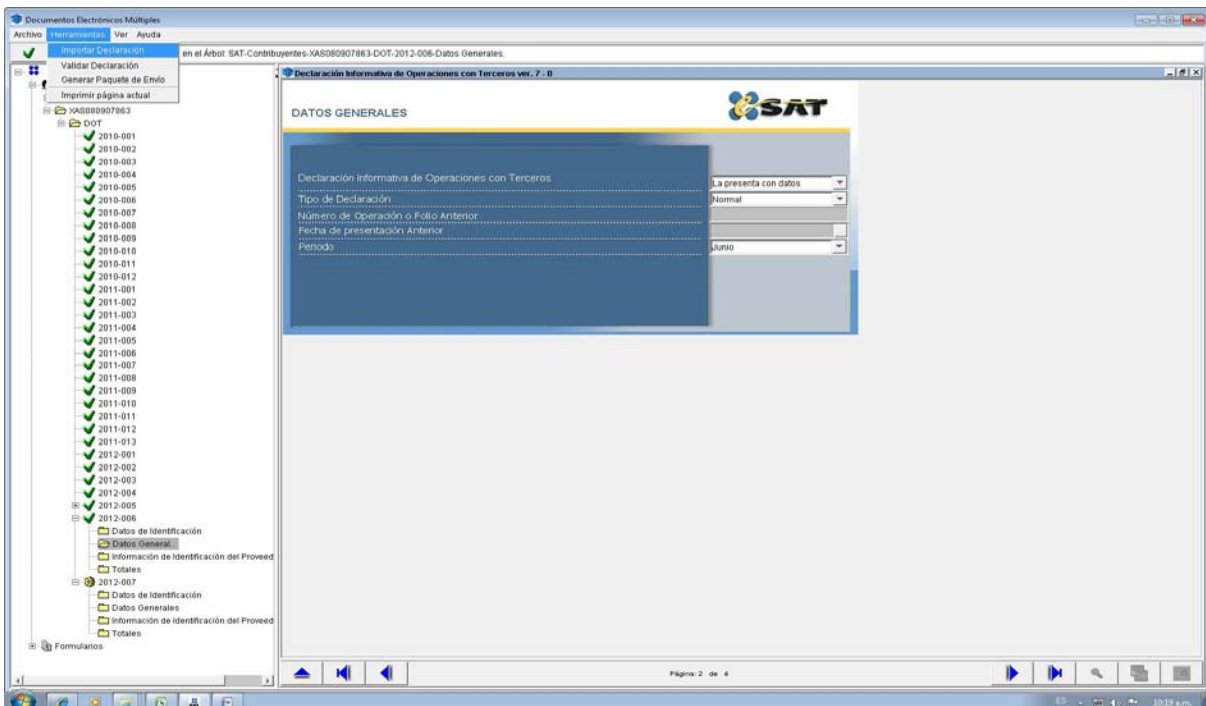 Documentos Electrónicos Múltiples
Archivo Herramientas Ver Ayuda
Importar Declaración
Validar Declaración
Generar Paquete de Envío
Imprimir página actual
en el Árbol: SAT-Contribuyentes-XAS080907863-DOT-2012-006-Datos Generales.
XAS080907863
DOT
2010-001
2010-002
2010-003
2010-004
2010-005
2010-006
2010-007
2010-008
2010-009
2010-010
2010-011
2010-012
2011-001
2011-002
2011-003
2011-004
2011-005
2011-006
2011-007
2011-008
2011-009
2011-010
2011-011
2011-012
2011-013
2012-001
2012-002
2012-003
2012-004
2012-005
2012-006
Datos de Identificación
Datos General...
Información de Identificación del Proveed
Totales
2012-007
Datos de Identificación
Datos Generales
Información de Identificación del Proveed
Totales
Formularios
Declaración Informativa de Operaciones con Terceros ver. 7 - 0
DATOS GENERALES
SAT
Declaración Informativa de Operaciones con Terceros
La presenta con datos
Tipo de Declaración
Normal
Número de Operación o Folio Anterior
Fecha de presentación Anterior
Periodo
Junio
Página: 2 de 4
ES
10:19 a.m.